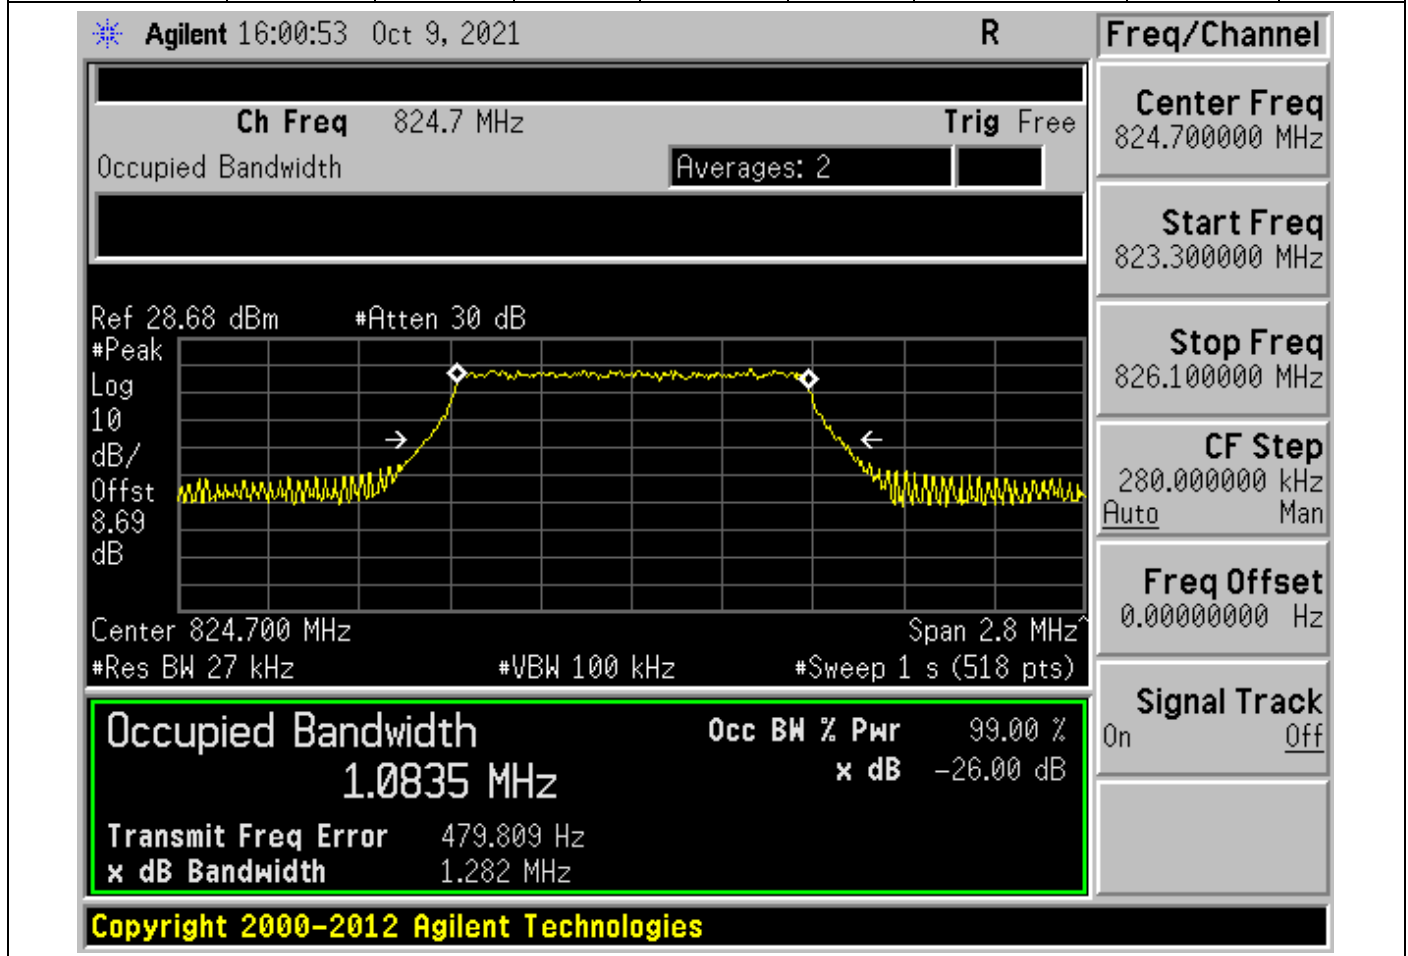 Agilent 16:00:53 Oct 9, 2021 R
Freq/Channel
Ch Freq 824.7 MHz Trig Free
Occupied Bandwidth Averages: 2
Center Freq
824.700000 MHz
Start Freq
823.300000 MHz
Stop Freq
826.100000 MHz
CF Step
280.000000 kHz
Auto Man
Freq Offset
0.00000000 Hz
Signal Track
On Off
Ref 28.68 dBm #Atten 30 dB
#Peak
Log
10
dB/
Offst
8.69
dB
Center 824.700 MHz Span 2.8 MHz^
#Res BW 27 kHz #VBW 100 kHz #Sweep 1 s (518 pts)
Occupied Bandwidth Occ BW % Pwr 99.00 %
1.0835 MHz x dB -26.00 dB
Transmit Freq Error 479.809 Hz
x dB Bandwidth 1.282 MHz
Copyright 2000-2012 Agilent Technologies